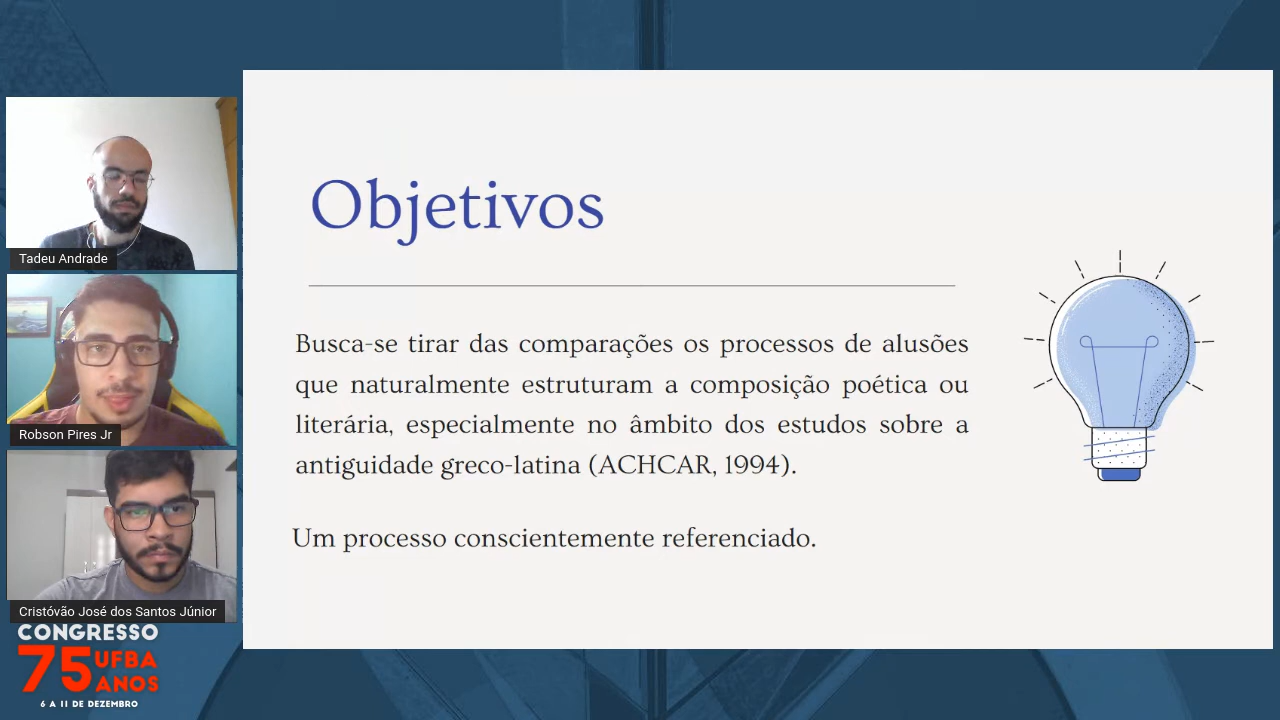 Tadeu Andrade
Robson Pires Jr
Cristóvão José dos Santos Júnior
CONGRESSO
75 UFBA
ANOS
6 A 11 DE DEZEMBRO
Objetivos
Busca-se tirar das comparações os processos de alusões
que naturalmente estruturam a composição poética ou
literária, especialmente no âmbito dos estudos sobre a
antiguidade greco-latina (ACHCAR, 1994).
Um processo conscientemente referenciado.